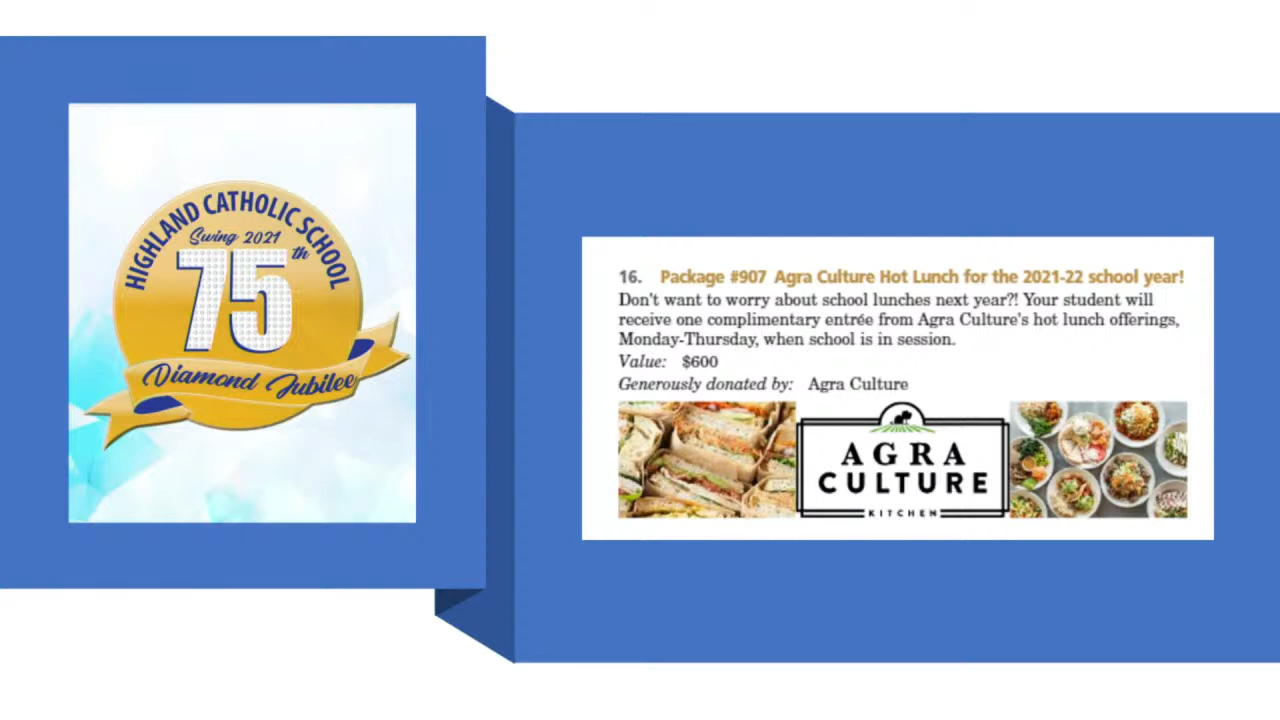 HIGHLAND CATHOLIC SCHOOL
Swing 2021
75th
Diamond Jubilee
16. Package #907 Agra Culture Hot Lunch for the 2021-22 school year!
Don't want to worry about school lunches next year?! Your student will
receive one complimentary entrée from Agra Culture's hot lunch offerings,
Monday-Thursday, when school is in session.
Value: $600
Generously donated by: Agra Culture
AGRA
CULTURE
KITCHEN